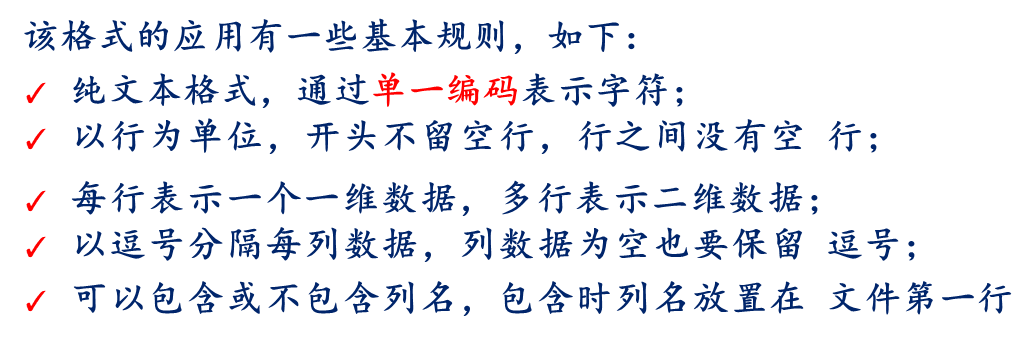 该格式的应用有一些基本规则，如下：
✓ 纯文本格式，通过单一编码表示字符；
✓ 以行为单位，开头不留空行，行之间没有空 行；
✓ 每行表示一个一维数据，多行表示二维数据；
✓ 以逗号分隔每列数据，列数据为空也要保留 逗号；
✓ 可以包含或不包含列名，包含时列名放置在 文件第一行